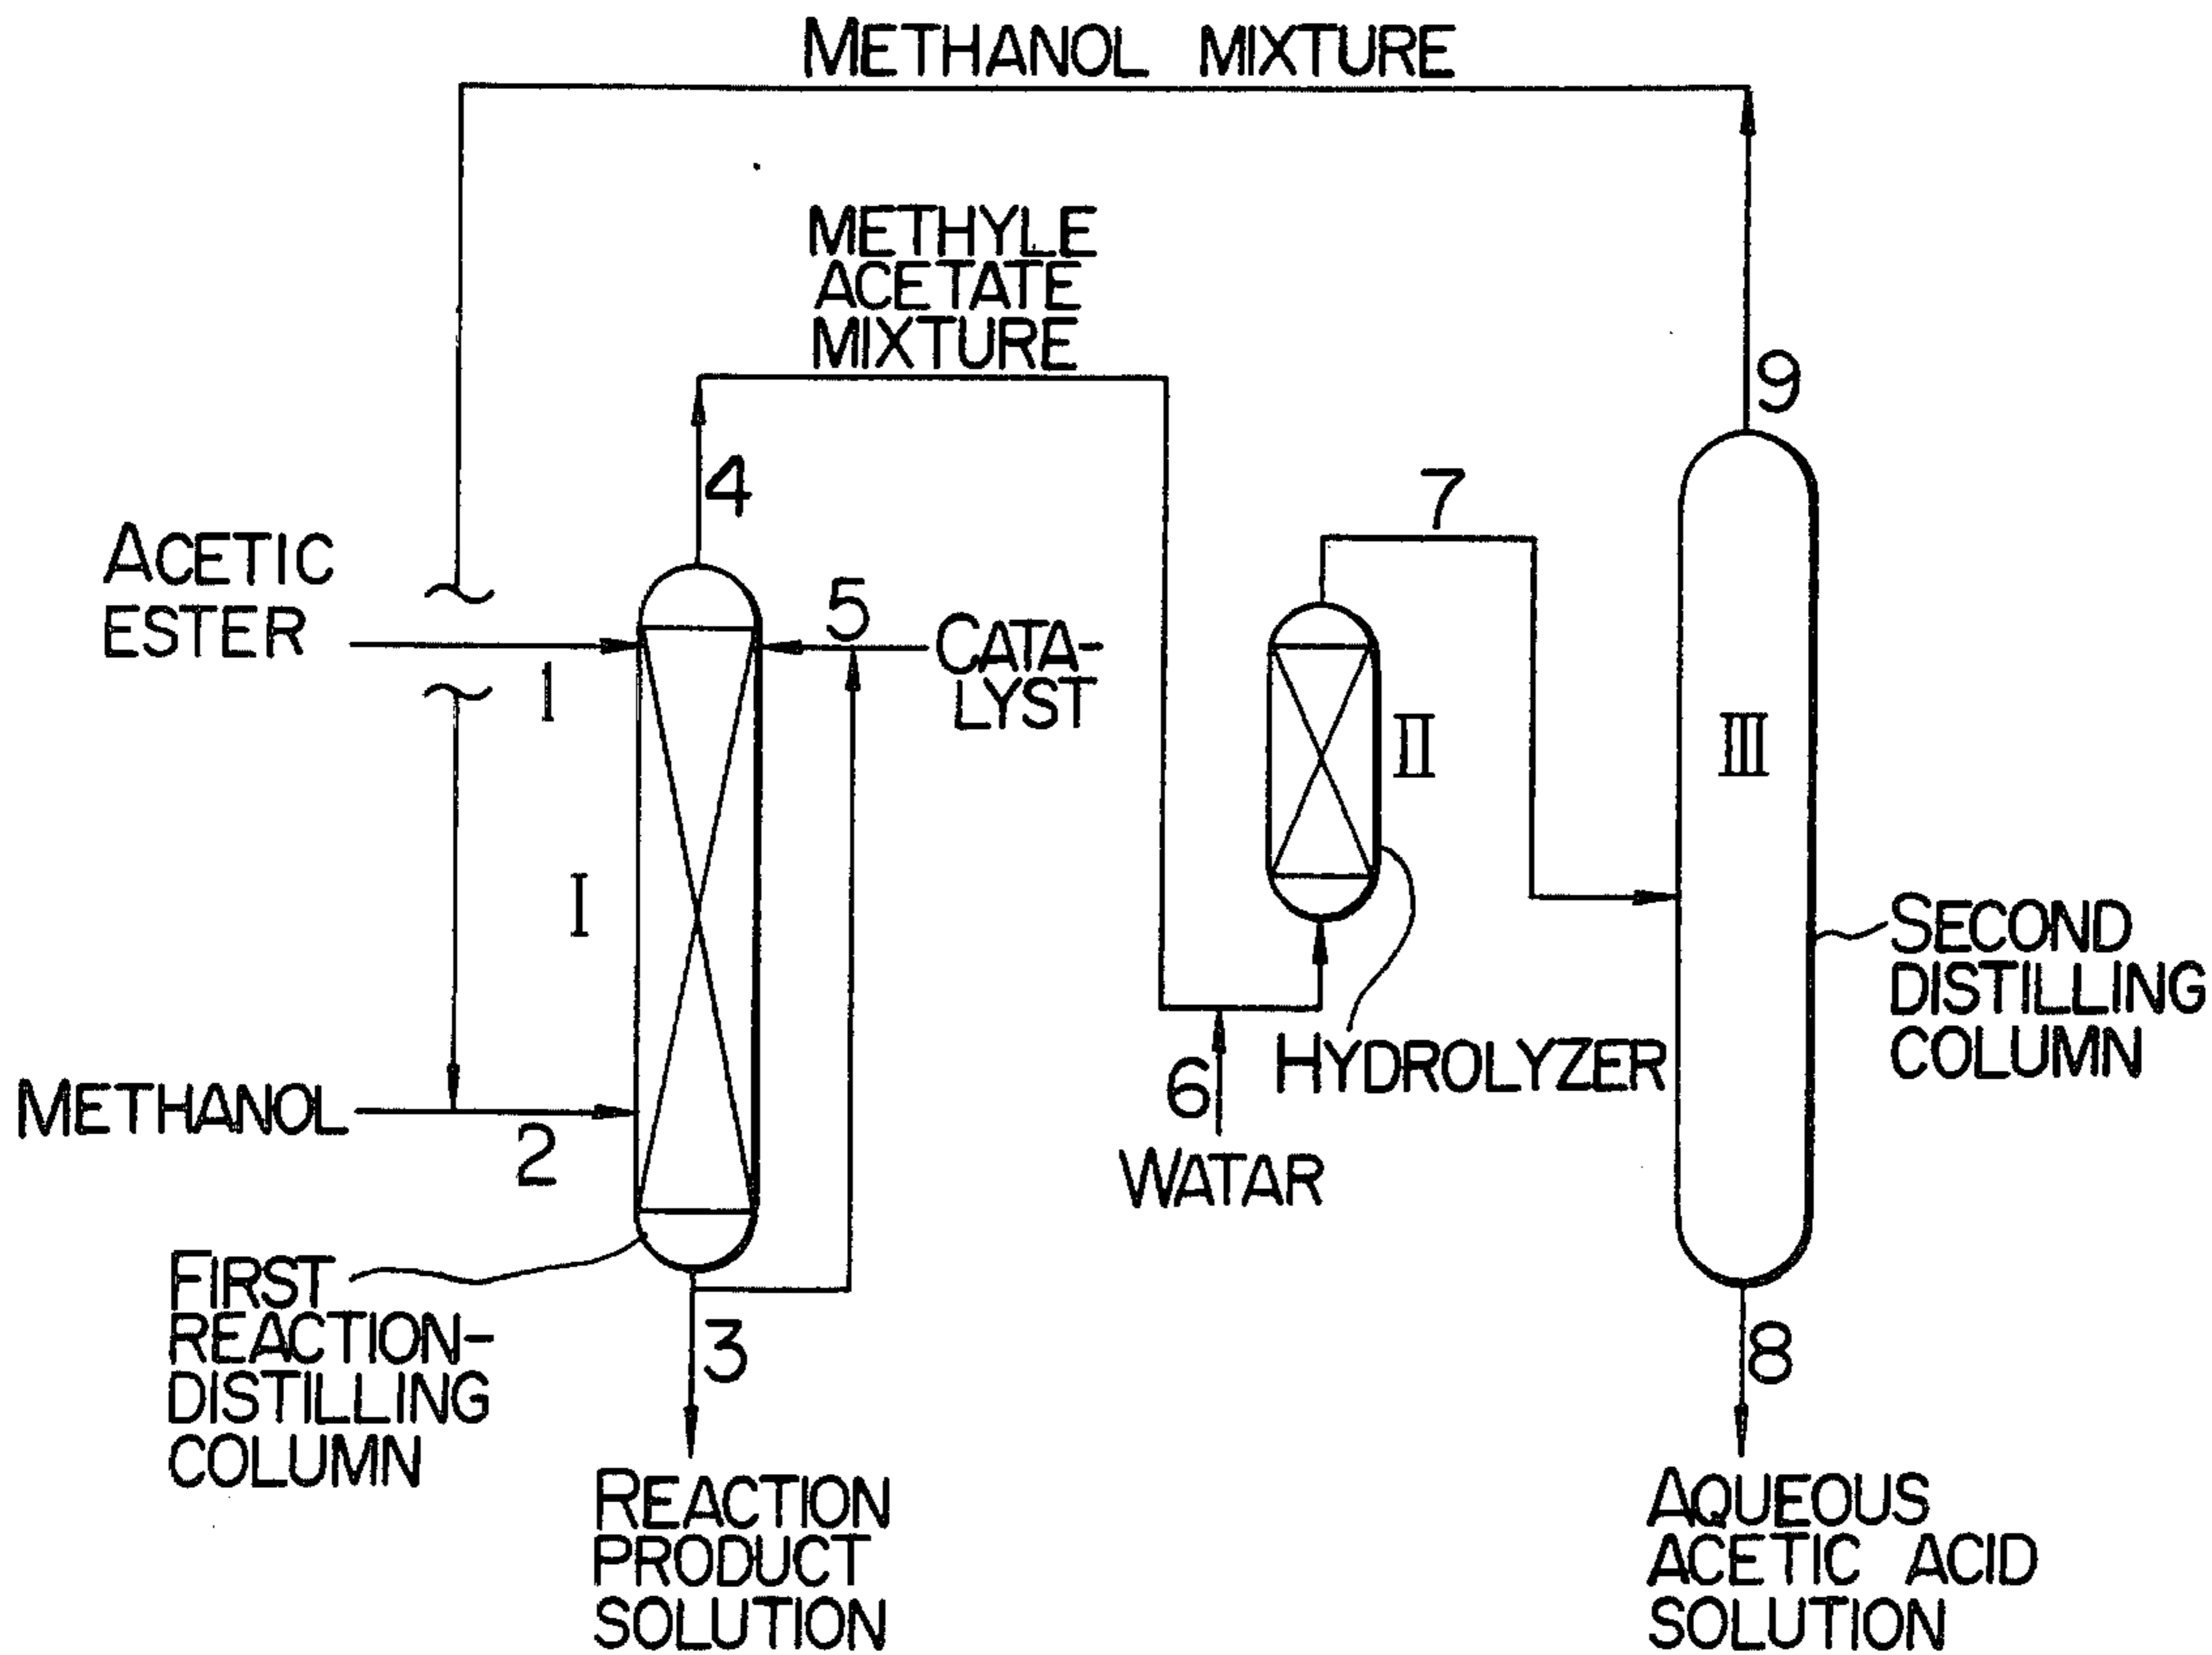 METHANOL MIXTURE
METHYLE
ACETATE
MIXTURE
9
4
7
ACETIC
ESTER
5
CATA-
LYST
1
II
III
I
SECOND
DISTILLING
COLUMN
HYDROLYZER
6
METHANOL
2
WATAR
FIRST
REACTION-
DISTILLING
COLUMN
3
8
REACTION
PRODUCT
SOLUTION
AQUEOUS
ACETIC ACID
SOLUTION